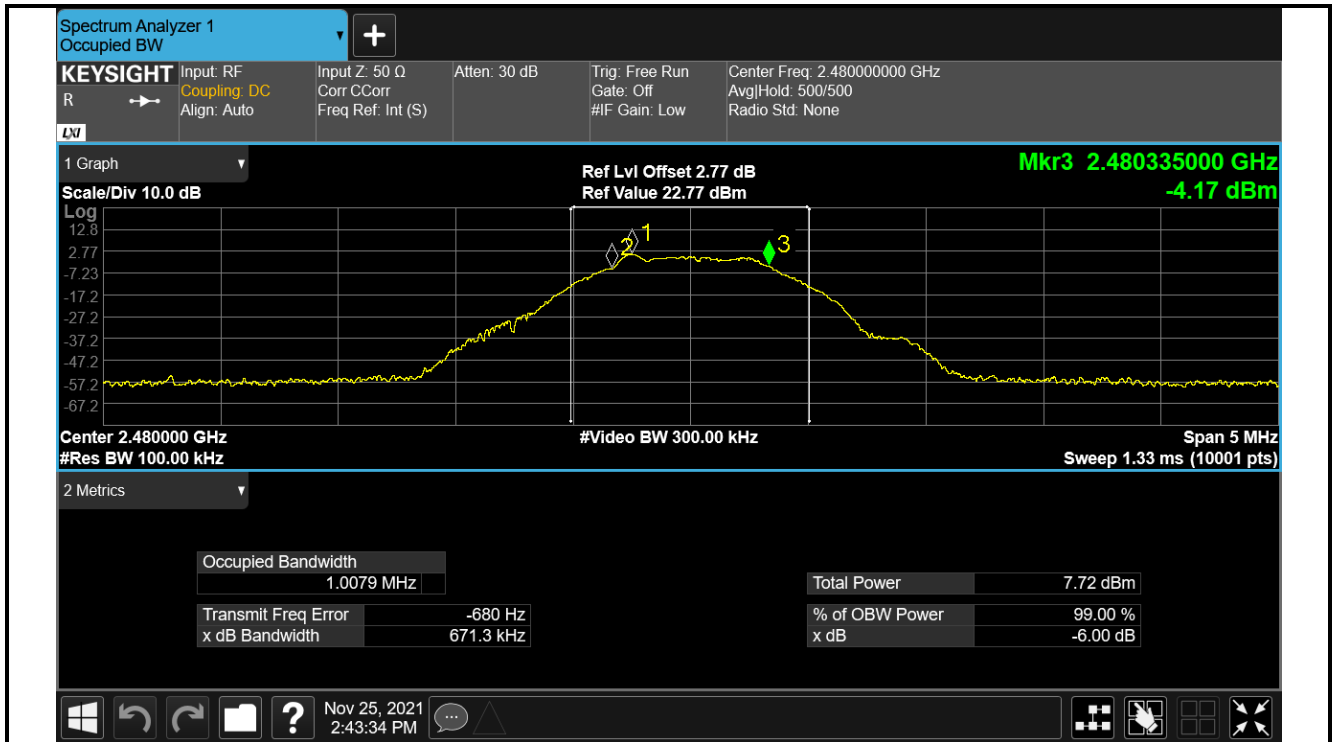 Spectrum Analyzer 1
Occupied BW
+
KEYSIGHT
R
LXI
Input: RF
Coupling: DC
Align: Auto
Input Z: 50 Ω
Corr CCorr
Freq Ref: Int (S)
Atten: 30 dB
Trig: Free Run
Gate: Off
#IF Gain: Low
Center Freq: 2.480000000 GHz
Avg|Hold: 500/500
Radio Std: None
1 Graph
Scale/Div 10.0 dB
Ref Lvl Offset 2.77 dB
Ref Value 22.77 dBm
Mkr3 2.480335000 GHz
-4.17 dBm
Log
12.8
2.77
-7.23
-17.2
-27.2
-37.2
-47.2
-57.2
-67.2
1
2
3
Center 2.480000 GHz
#Video BW 300.00 kHz
Span 5 MHz
#Res BW 100.00 kHz
Sweep 1.33 ms (10001 pts)
2 Metrics
Occupied Bandwidth
1.0079 MHz
Transmit Freq Error -680 Hz
x dB Bandwidth 671.3 kHz
Total Power 7.72 dBm
% of OBW Power 99.00 %
x dB -6.00 dB
?
Nov 25, 2021
2:43:34 PM